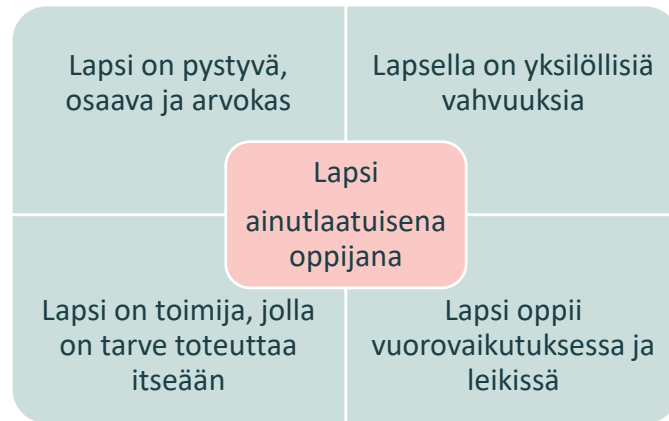 Lapsi on pystyvä,
osaava ja arvokas
Lapsella on yksilöllisiä
vahvuuksia
Lapsi
ainutlaatuisena
oppijana
Lapsi on toimija, jolla
on tarve toteuttaa
itseään
Lapsi oppii
vuorovaikutuksessa ja
leikissä